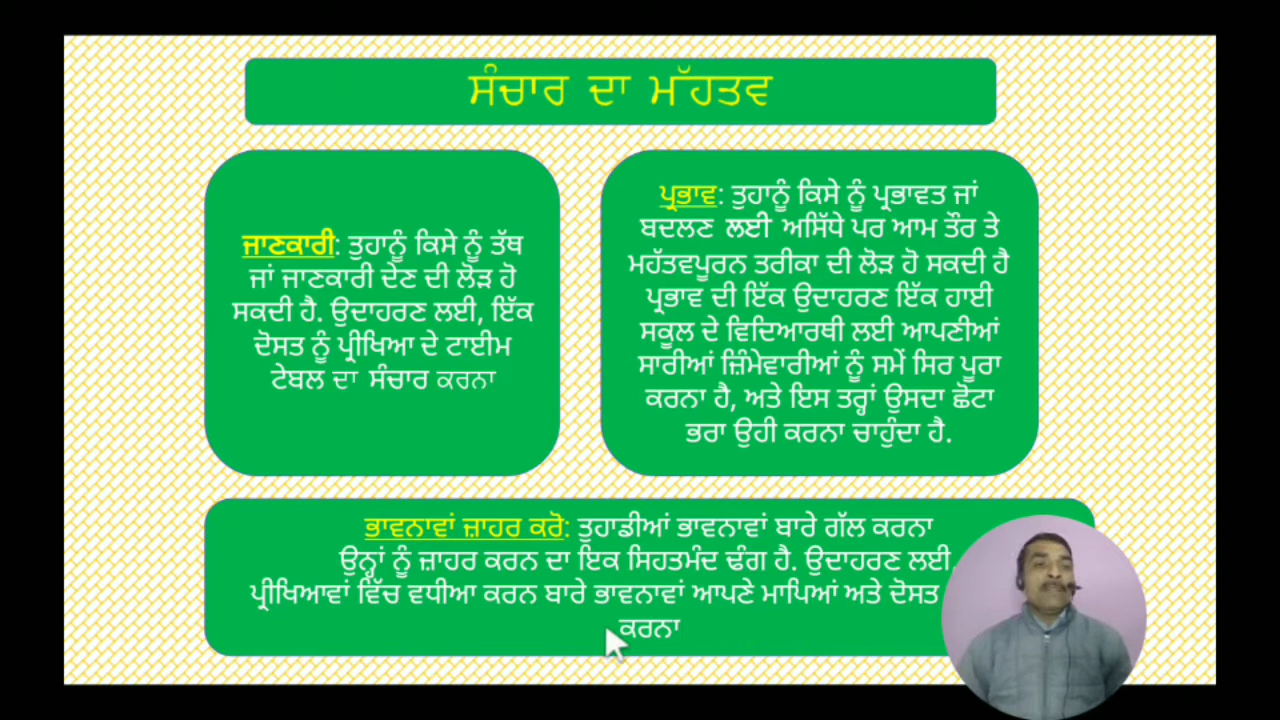 ਸੰਚਾਰ ਦਾ ਮੱਹਤਵ
ਜਾਣਕਾਰੀ: ਤੁਹਾਨੂੰ ਕਿਸੇ ਨੂੰ ਤੱਥ
ਜਾਂ ਜਾਣਕਾਰੀ ਦੇਣ ਦੀ ਲੋੜ ਹੋ
ਸਕਦੀ ਹੈ. ਉਦਾਹਰਣ ਲਈ, ਇੱਕ
ਦੋਸਤ ਨੂੰ ਪ੍ਰੀਖਿਆ ਦੇ ਟਾਈਮ
ਟੇਬਲ ਦਾ ਸੰਚਾਰ ਕਰਨਾ
ਪ੍ਰਭਾਵ: ਤੁਹਾਨੂੰ ਕਿਸੇ ਨੂੰ ਪ੍ਰਭਾਵਤ ਜਾਂ
ਬਦਲਣ ਲਈ ਅਸਿੱਧੇ ਪਰ ਆਮ ਤੌਰ ਤੇ
ਮਹੱਤਵਪੂਰਨ ਤਰੀਕਾ ਦੀ ਲੋੜ ਹੋ ਸਕਦੀ ਹੈ
ਪ੍ਰਭਾਵ ਦੀ ਇੱਕ ਉਦਾਹਰਣ ਇੱਕ ਹਾਈ
ਸਕੂਲ ਦੇ ਵਿਦਿਆਰਥੀ ਲਈ ਆਪਣੀਆਂ
ਸਾਰੀਆਂ ਜ਼ਿੰਮੇਵਾਰੀਆਂ ਨੂੰ ਸਮੇਂ ਸਿਰ ਪੂਰਾ
ਕਰਨਾ ਹੈ, ਅਤੇ ਇਸ ਤਰ੍ਹਾਂ ਉਸਦਾ ਛੋਟਾ
ਭਰਾ ਉਹੀ ਕਰਨਾ ਚਾਹੁੰਦਾ ਹੈ.
ਭਾਵਨਾਵਾਂ ਜ਼ਾਹਰ ਕਰੋ: ਤੁਹਾਡੀਆਂ ਭਾਵਨਾਵਾਂ ਬਾਰੇ ਗੱਲ ਕਰਨਾ
ਉਨ੍ਹਾਂ ਨੂੰ ਜ਼ਾਹਰ ਕਰਨ ਦਾ ਇਕ ਸਿਹਤਮੰਦ ਢੰਗ ਹੈ. ਉਦਾਹਰਣ ਲਈ,
ਪ੍ਰੀਖਿਆਵਾਂ ਵਿੱਚ ਵਧੀਆ ਕਰਨ ਬਾਰੇ ਭਾਵਨਾਵਾਂ ਆਪਣੇ ਮਾਪਿਆਂ ਅਤੇ ਦੋਸਤ
ਕਰਨਾ